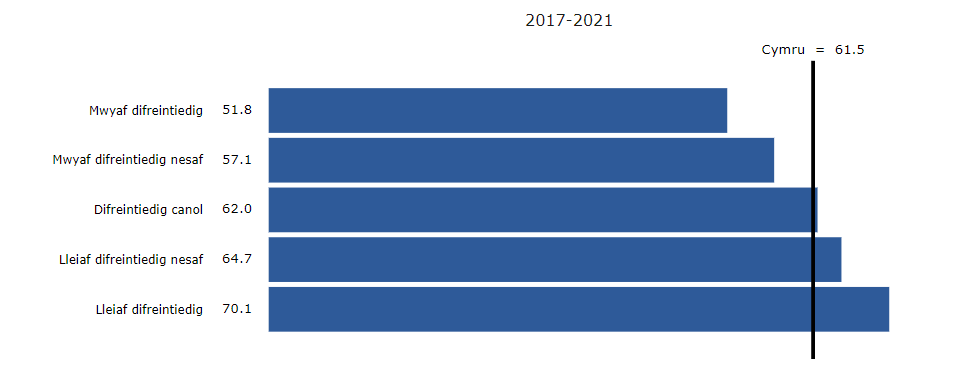 2017-2021
Cymru = 61.5
Mwyaf difreintiedig 51.8
Mwyaf difreintiedig nesaf 57.1
Difreintiedig canol 62.0
Lleiaf difreintiedig nesaf 64.7
Lleiaf difreintiedig 70.1